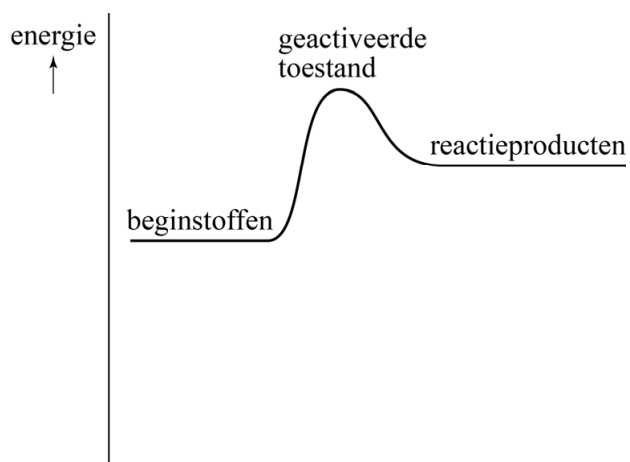 energie
geactiveerde
toestand
reactieproducten
beginstoffen